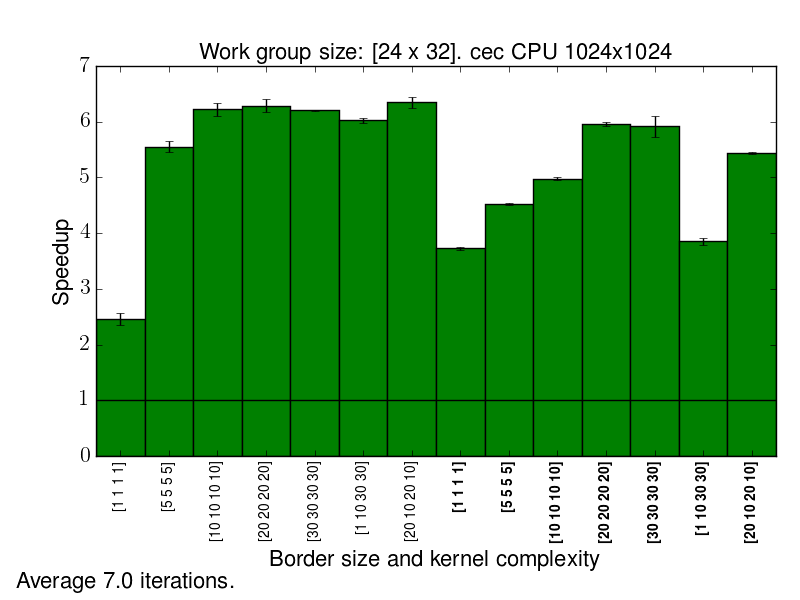 Work group size: [24 x 32]. cec CPU 1024x1024
7
6
5
4
3
2
1
0
Speedup
[1 1 1 1]
[5 5 5 5]
[10 10 10 10]
[20 20 20 20]
[30 30 30 30]
[1 10 30 30]
[20 10 20 10]
[1 1 1 1]
[5 5 5 5]
[10 10 10 10]
[20 20 20 20]
[30 30 30 30]
[1 10 30 30]
[20 10 20 10]
Border size and kernel complexity
Average 7.0 iterations.